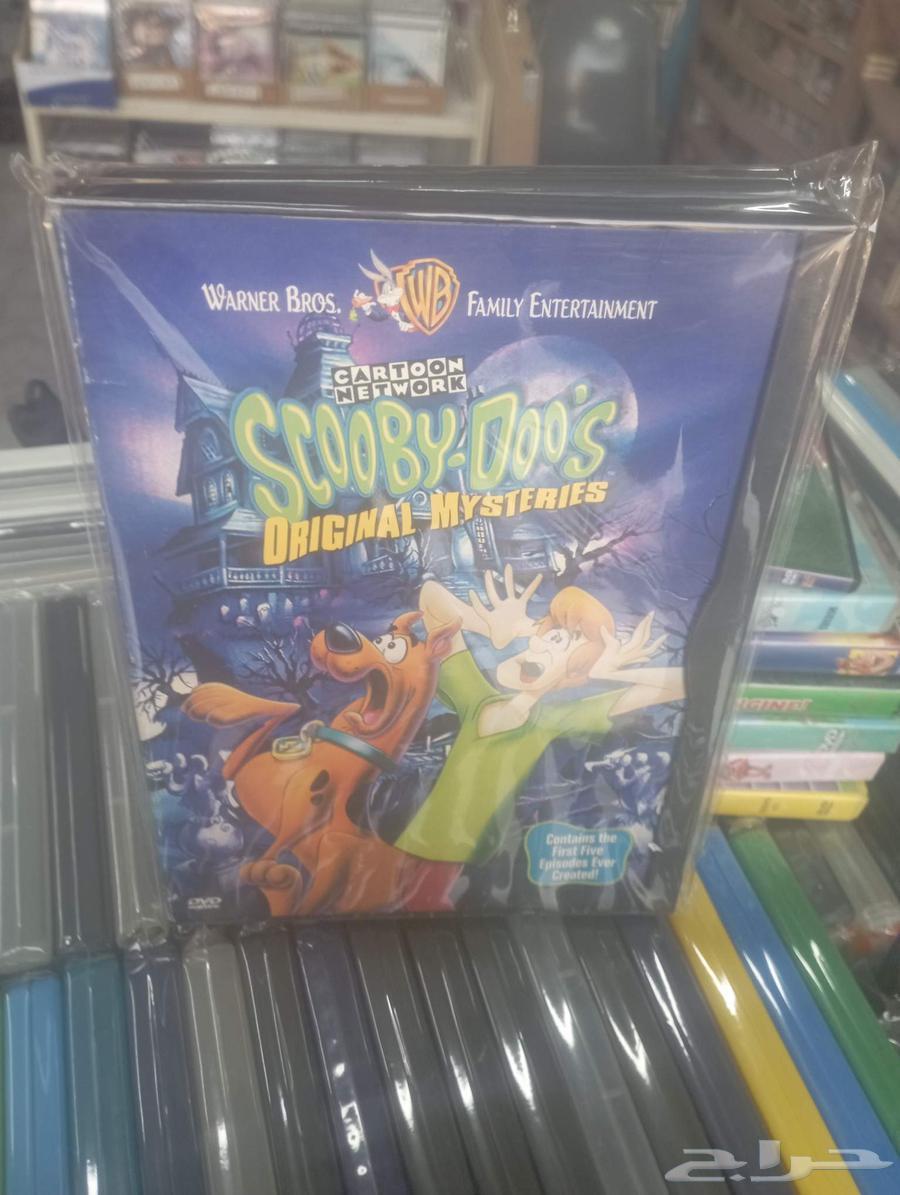 WARNER BROS. WB FAMILY ENTERTAINMENT
CARTOON
NETWORK
SCOOBY-DOO'S
ORIGINAL MYSTERIES
Contains the
First Five
Episodes Ever
Created!
DVD
حراج